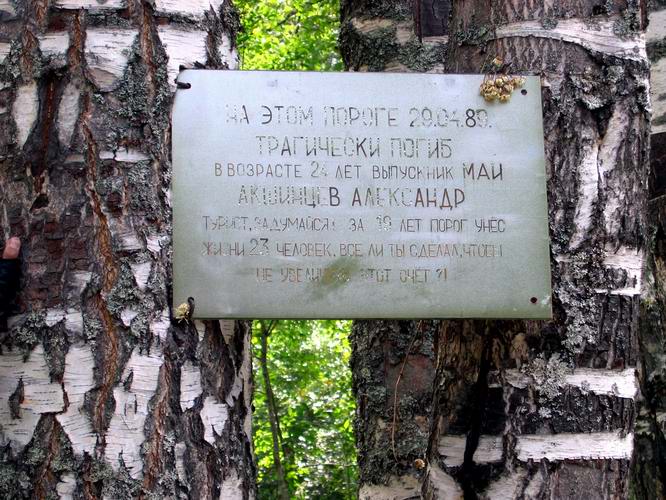 НА ЭТОМ ПОРОГЕ 29.04.89.
ТРАГИЧЕСКИ ПОГИБ
В ВОЗРАСТЕ 24 ЛЕТ ВЫПУСКНИК МАИ
АКШИНЦЕВ АЛЕКСАНДР
ТУРИСТ, ЗАДУМАЙСЯ: ЗА 19 ЛЕТ ПОРОГ УНЁС
ЖИЗНИ 23 ЧЕЛОВЕК. ВСЕ ЛИ ТЫ СДЕЛАЛ, ЧТОБЫ
НЕ УВЕЛИЧИТЬ ЭТОТ СЧЕТ ?!